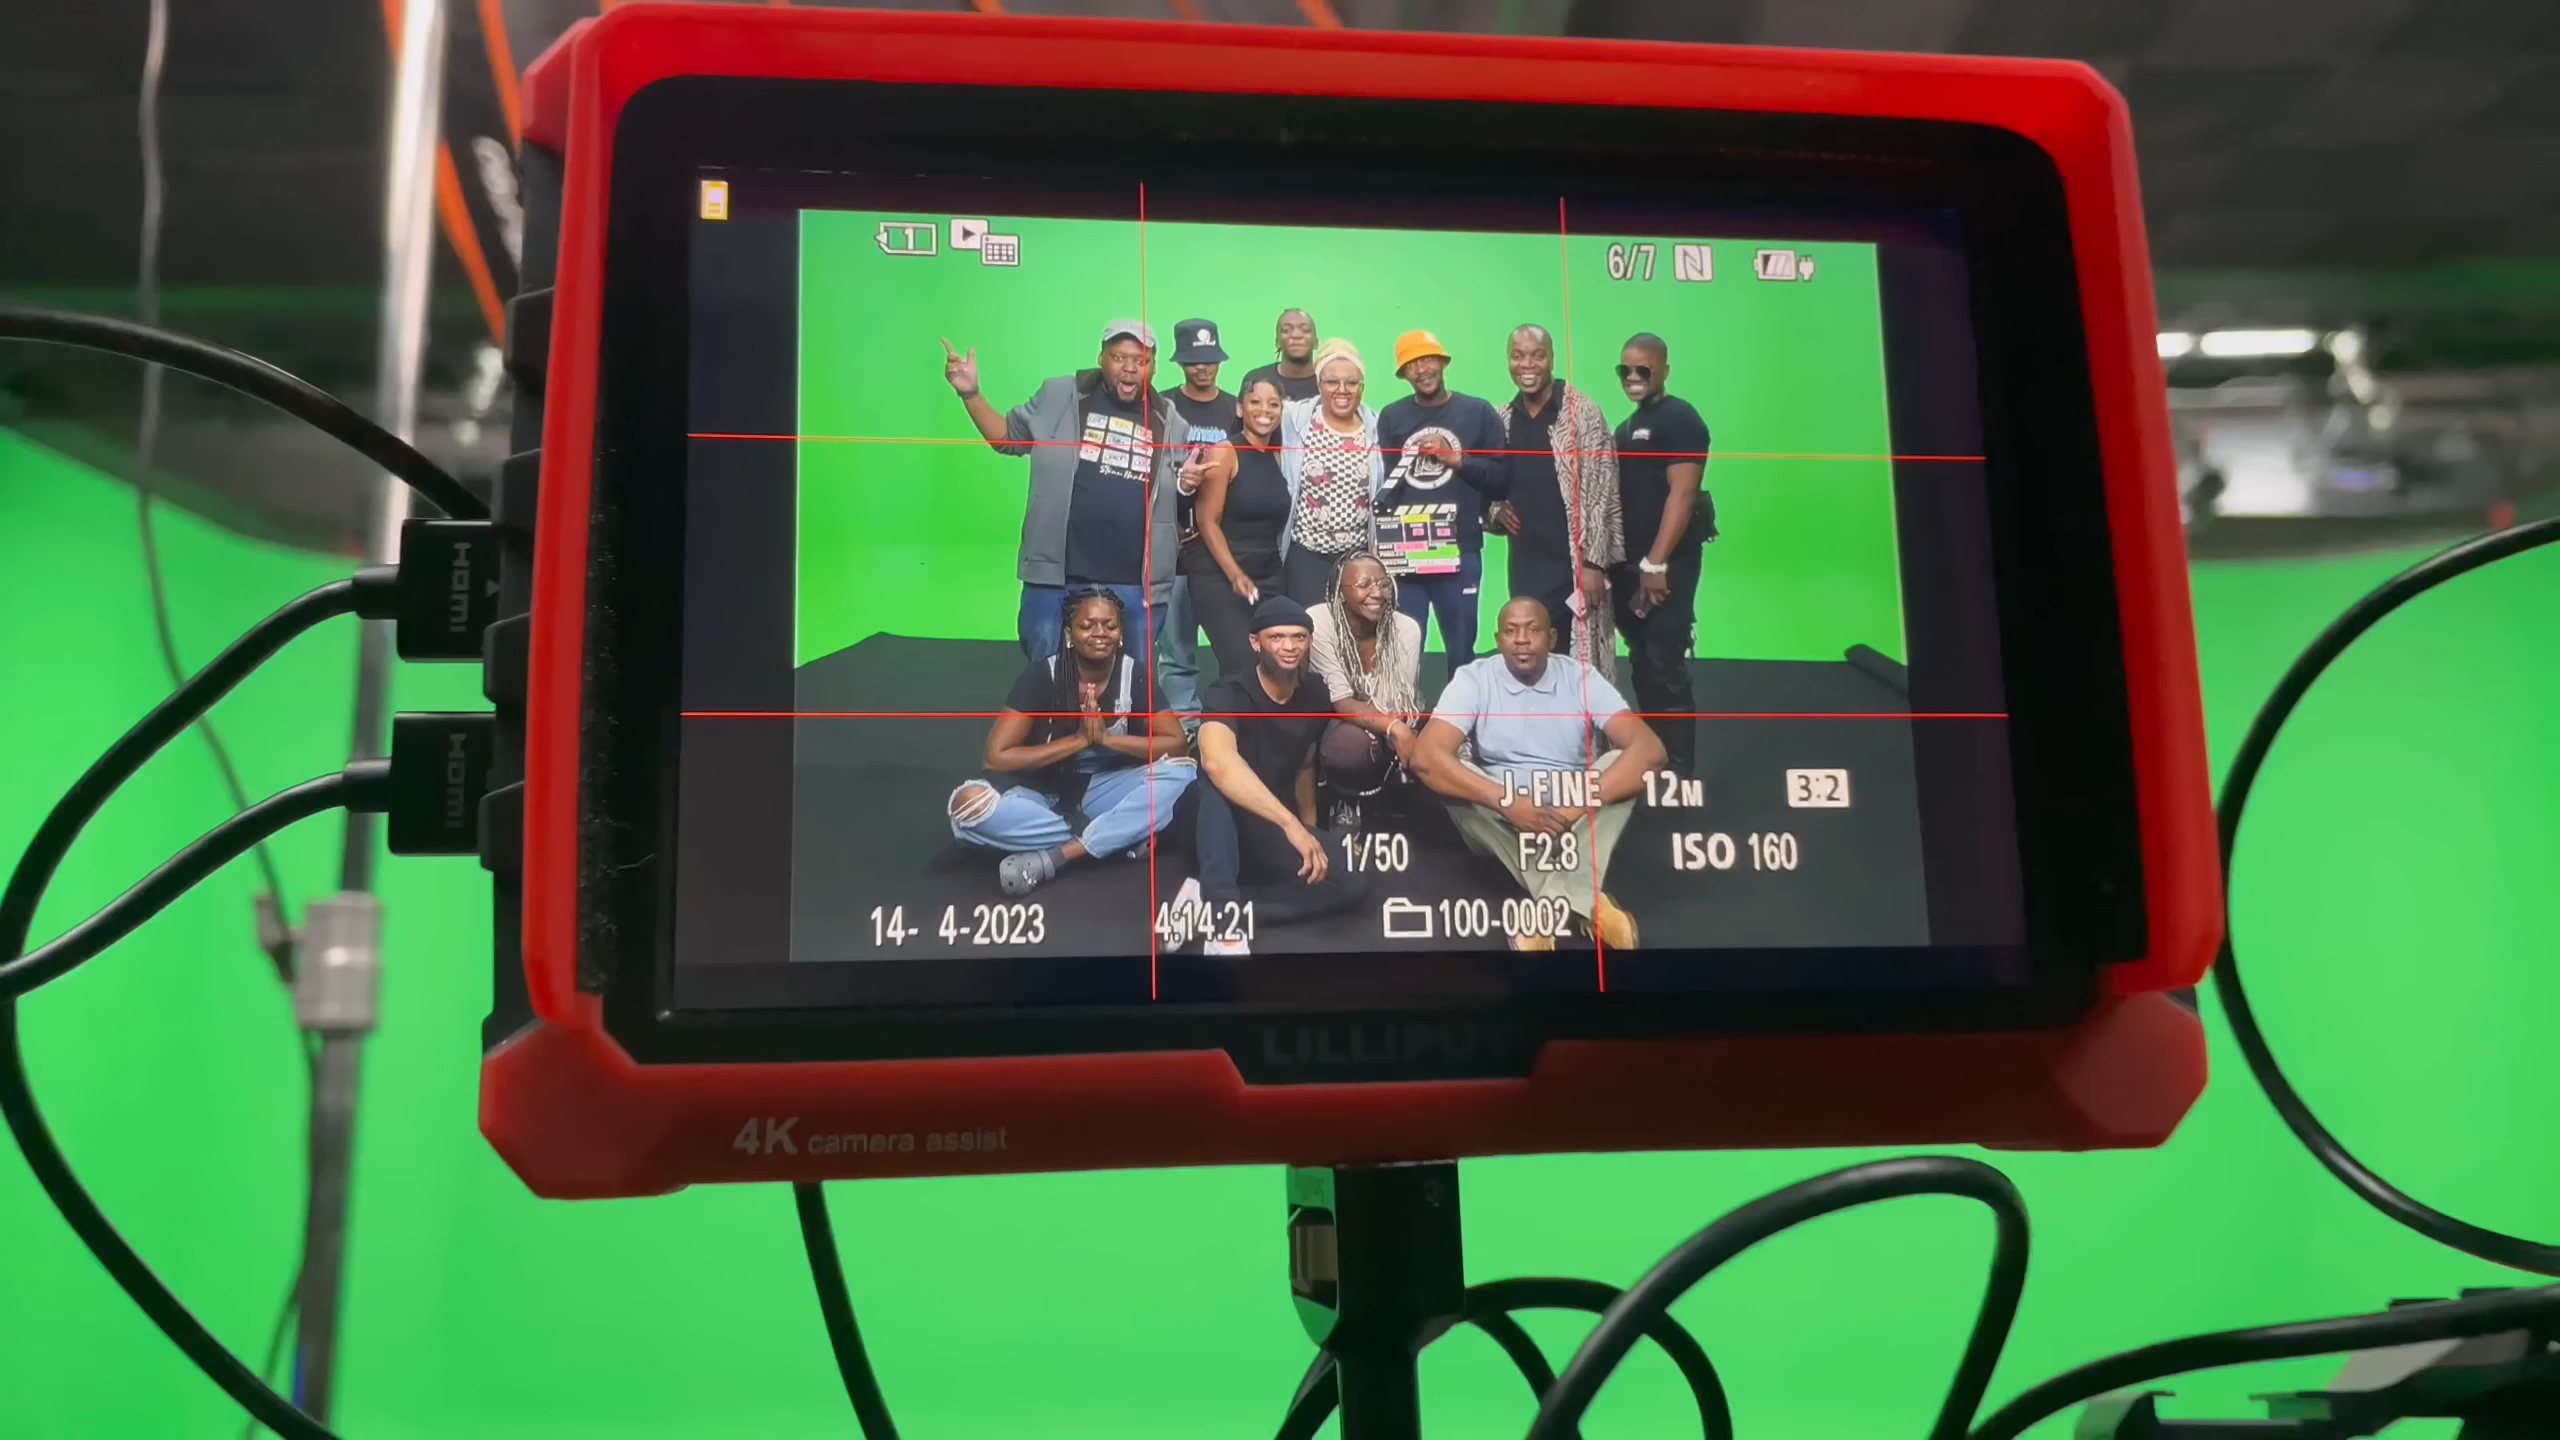 1
6/7
HDMI
HDMI
J-FINE 12M 3:2
1/50 F2.8 ISO 160
14- 4-2023 4:14:21 100-0002
LILLIPUT
4K camera assist